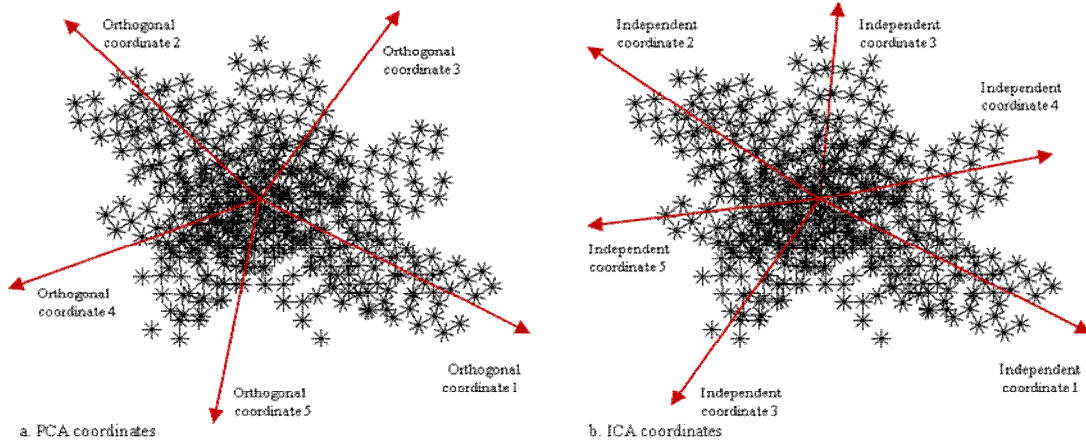 Orthogonal
coordinate 2
Orthogonal
coordinate 3
Orthogonal
coordinate 4
Orthogonal
coordinate 5
Orthogonal
coordinate 1
a. PCA coordinates
Independent
coordinate 2
Independent
coordinate 3
Independent
coordinate 4
Independent
coordinate 5
Independent
coordinate 3
Independent
coordinate 1
b. ICA coordinates